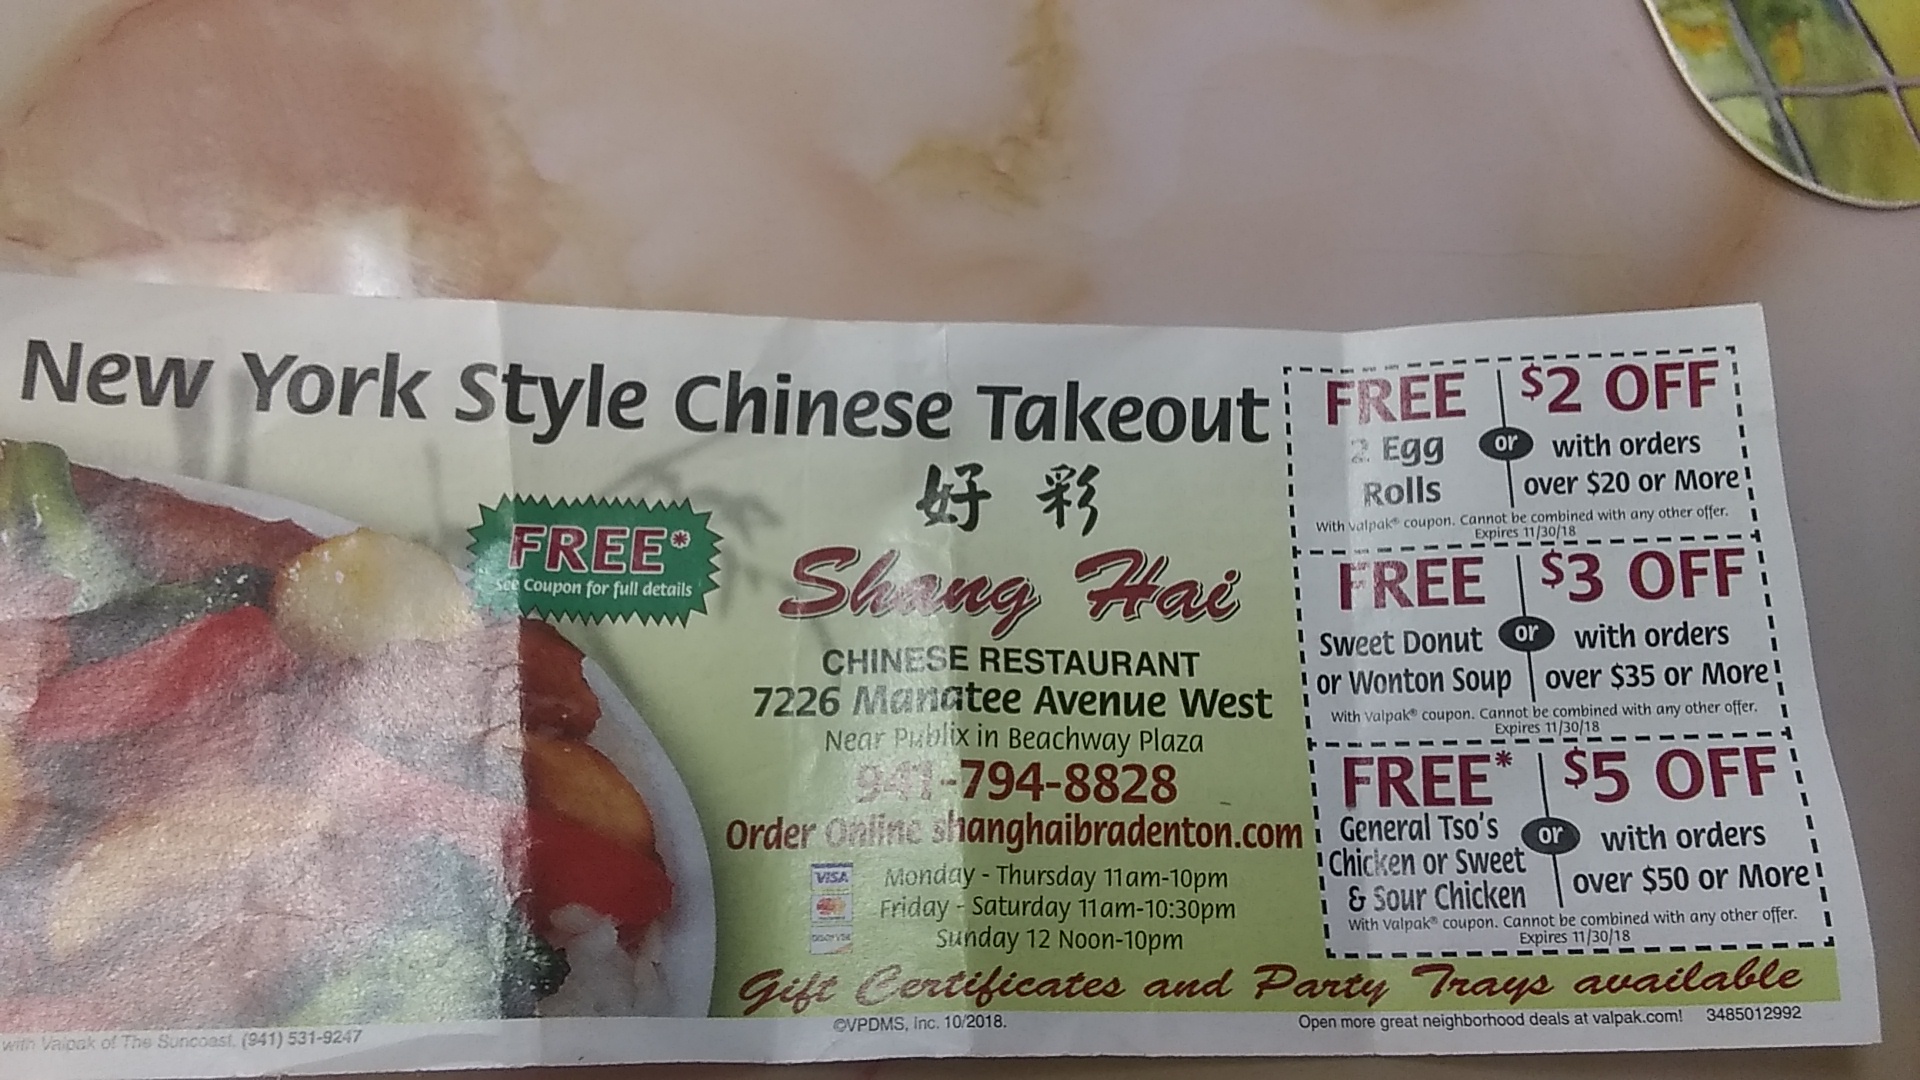 New York Style Chinese Takeout
好彩
FREE*
See Coupon for full details
Shang Hai
CHINESE RESTAURANT
7226 Manatee Avenue West
Near Publix in Beachway Plaza
941-794-8828
Order Online shanghaibradenton.com
VISA
Monday - Thursday 11am-10pm
Friday - Saturday 11am-10:30pm
DISCOVER
Sunday 12 Noon-10pm
Gift Certificates and Party Trays available
FREE
2 Egg
Rolls
or
$2 OFF
with orders
over $20 or More
With Valpak® coupon. Cannot be combined with any other offer.
Expires 11/30/18
FREE
Sweet Donut
or Wonton Soup
or
$3 OFF
with orders
over $35 or More
With Valpak® coupon. Cannot be combined with any other offer.
Expires 11/30/18
FREE*
General Tso's
Chicken or Sweet
& Sour Chicken
or
$5 OFF
with orders
over $50 or More
With Valpak® coupon. Cannot be combined with any other offer.
Expires 11/30/18
with Valpak of The Suncoast. (941) 531-9247
©VPDMS, Inc. 10/2018.
Open more great neighborhood deals at valpak.com! 3485012992